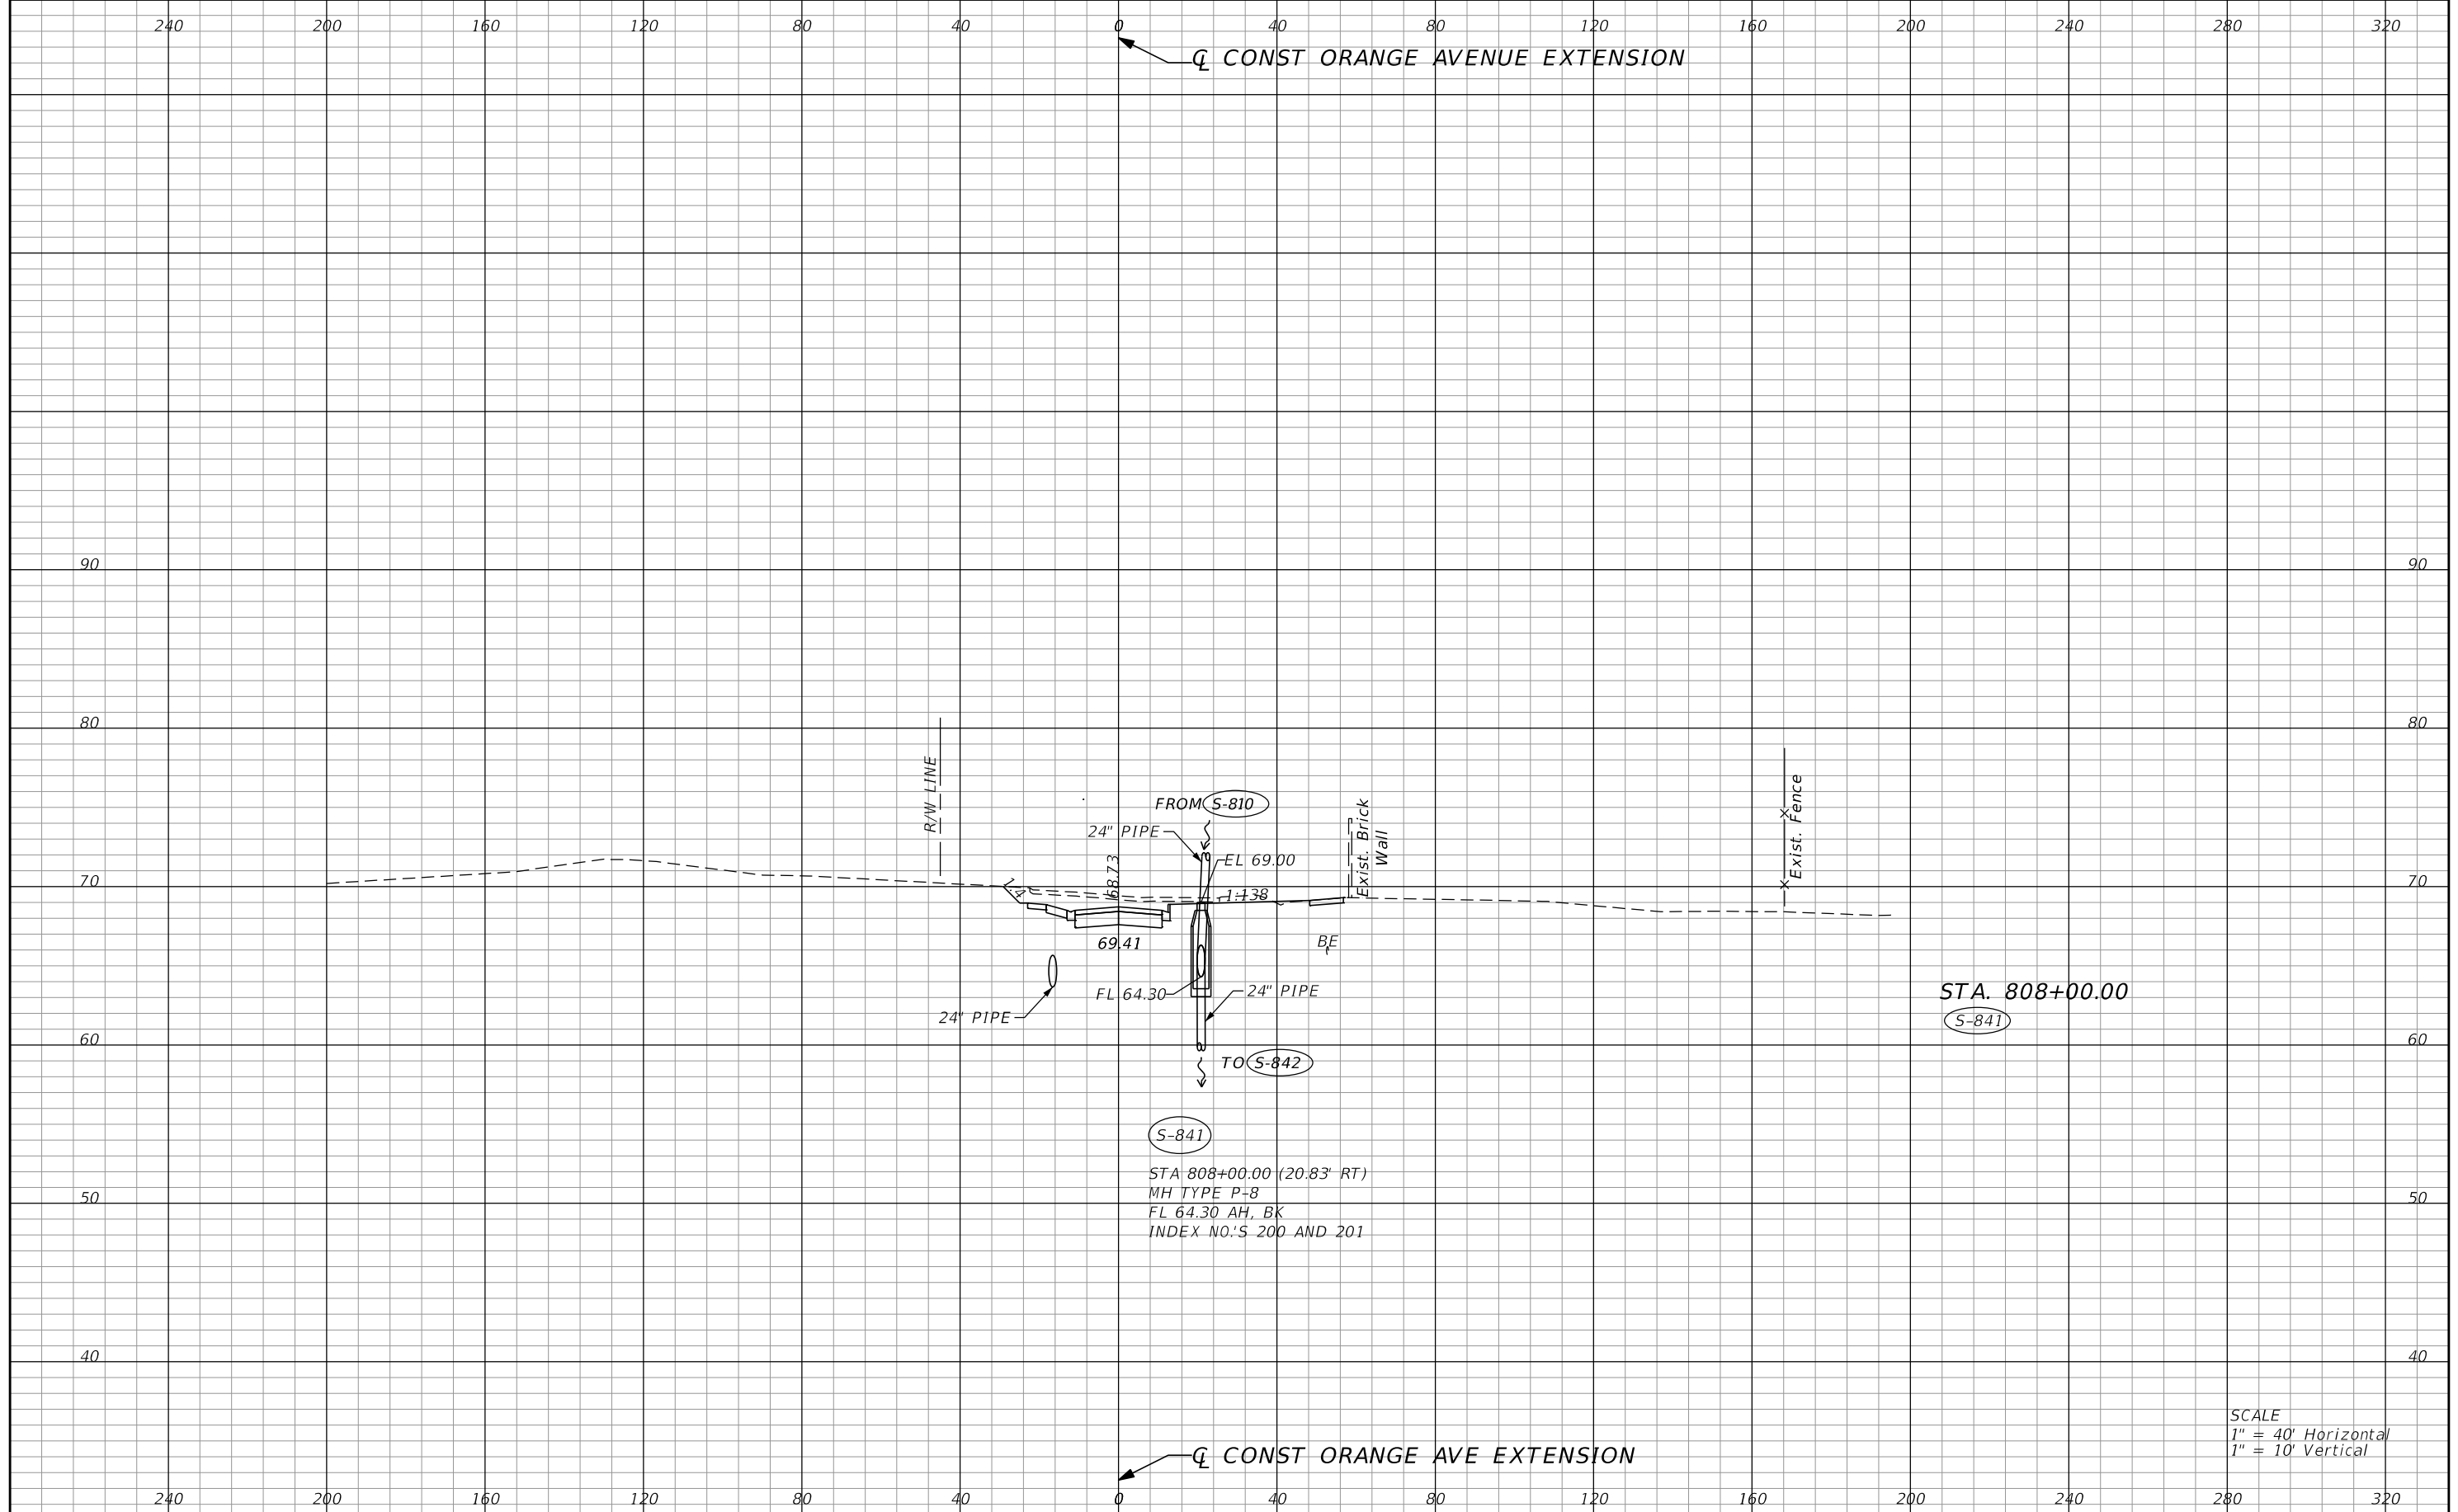 240 200 160 120 80 40 0 40 80 120 160 200 240 280 320
℄ CONST ORANGE AVENUE EXTENSION
90 90
80 80
R/W LINE
Exist. Fence
FROM S-810
24" PIPE
Exist. Brick
Wall
EL 69.00
68.73
70 70
1:138
1:4
69.41
BE
FL 64.30
24" PIPE
24" PIPE
STA. 808+00.00
S-841
60 60
TO S-842
S-841
STA 808+00.00 (20.83' RT)
MH TYPE P-8
FL 64.30 AH, BK
INDEX NO.'S 200 AND 201
50 50
40 40
SCALE
1" = 40' Horizontal
1" = 10' Vertical
℄ CONST ORANGE AVE EXTENSION
240 200 160 120 80 40 0 40 80 120 160 200 240 280 320